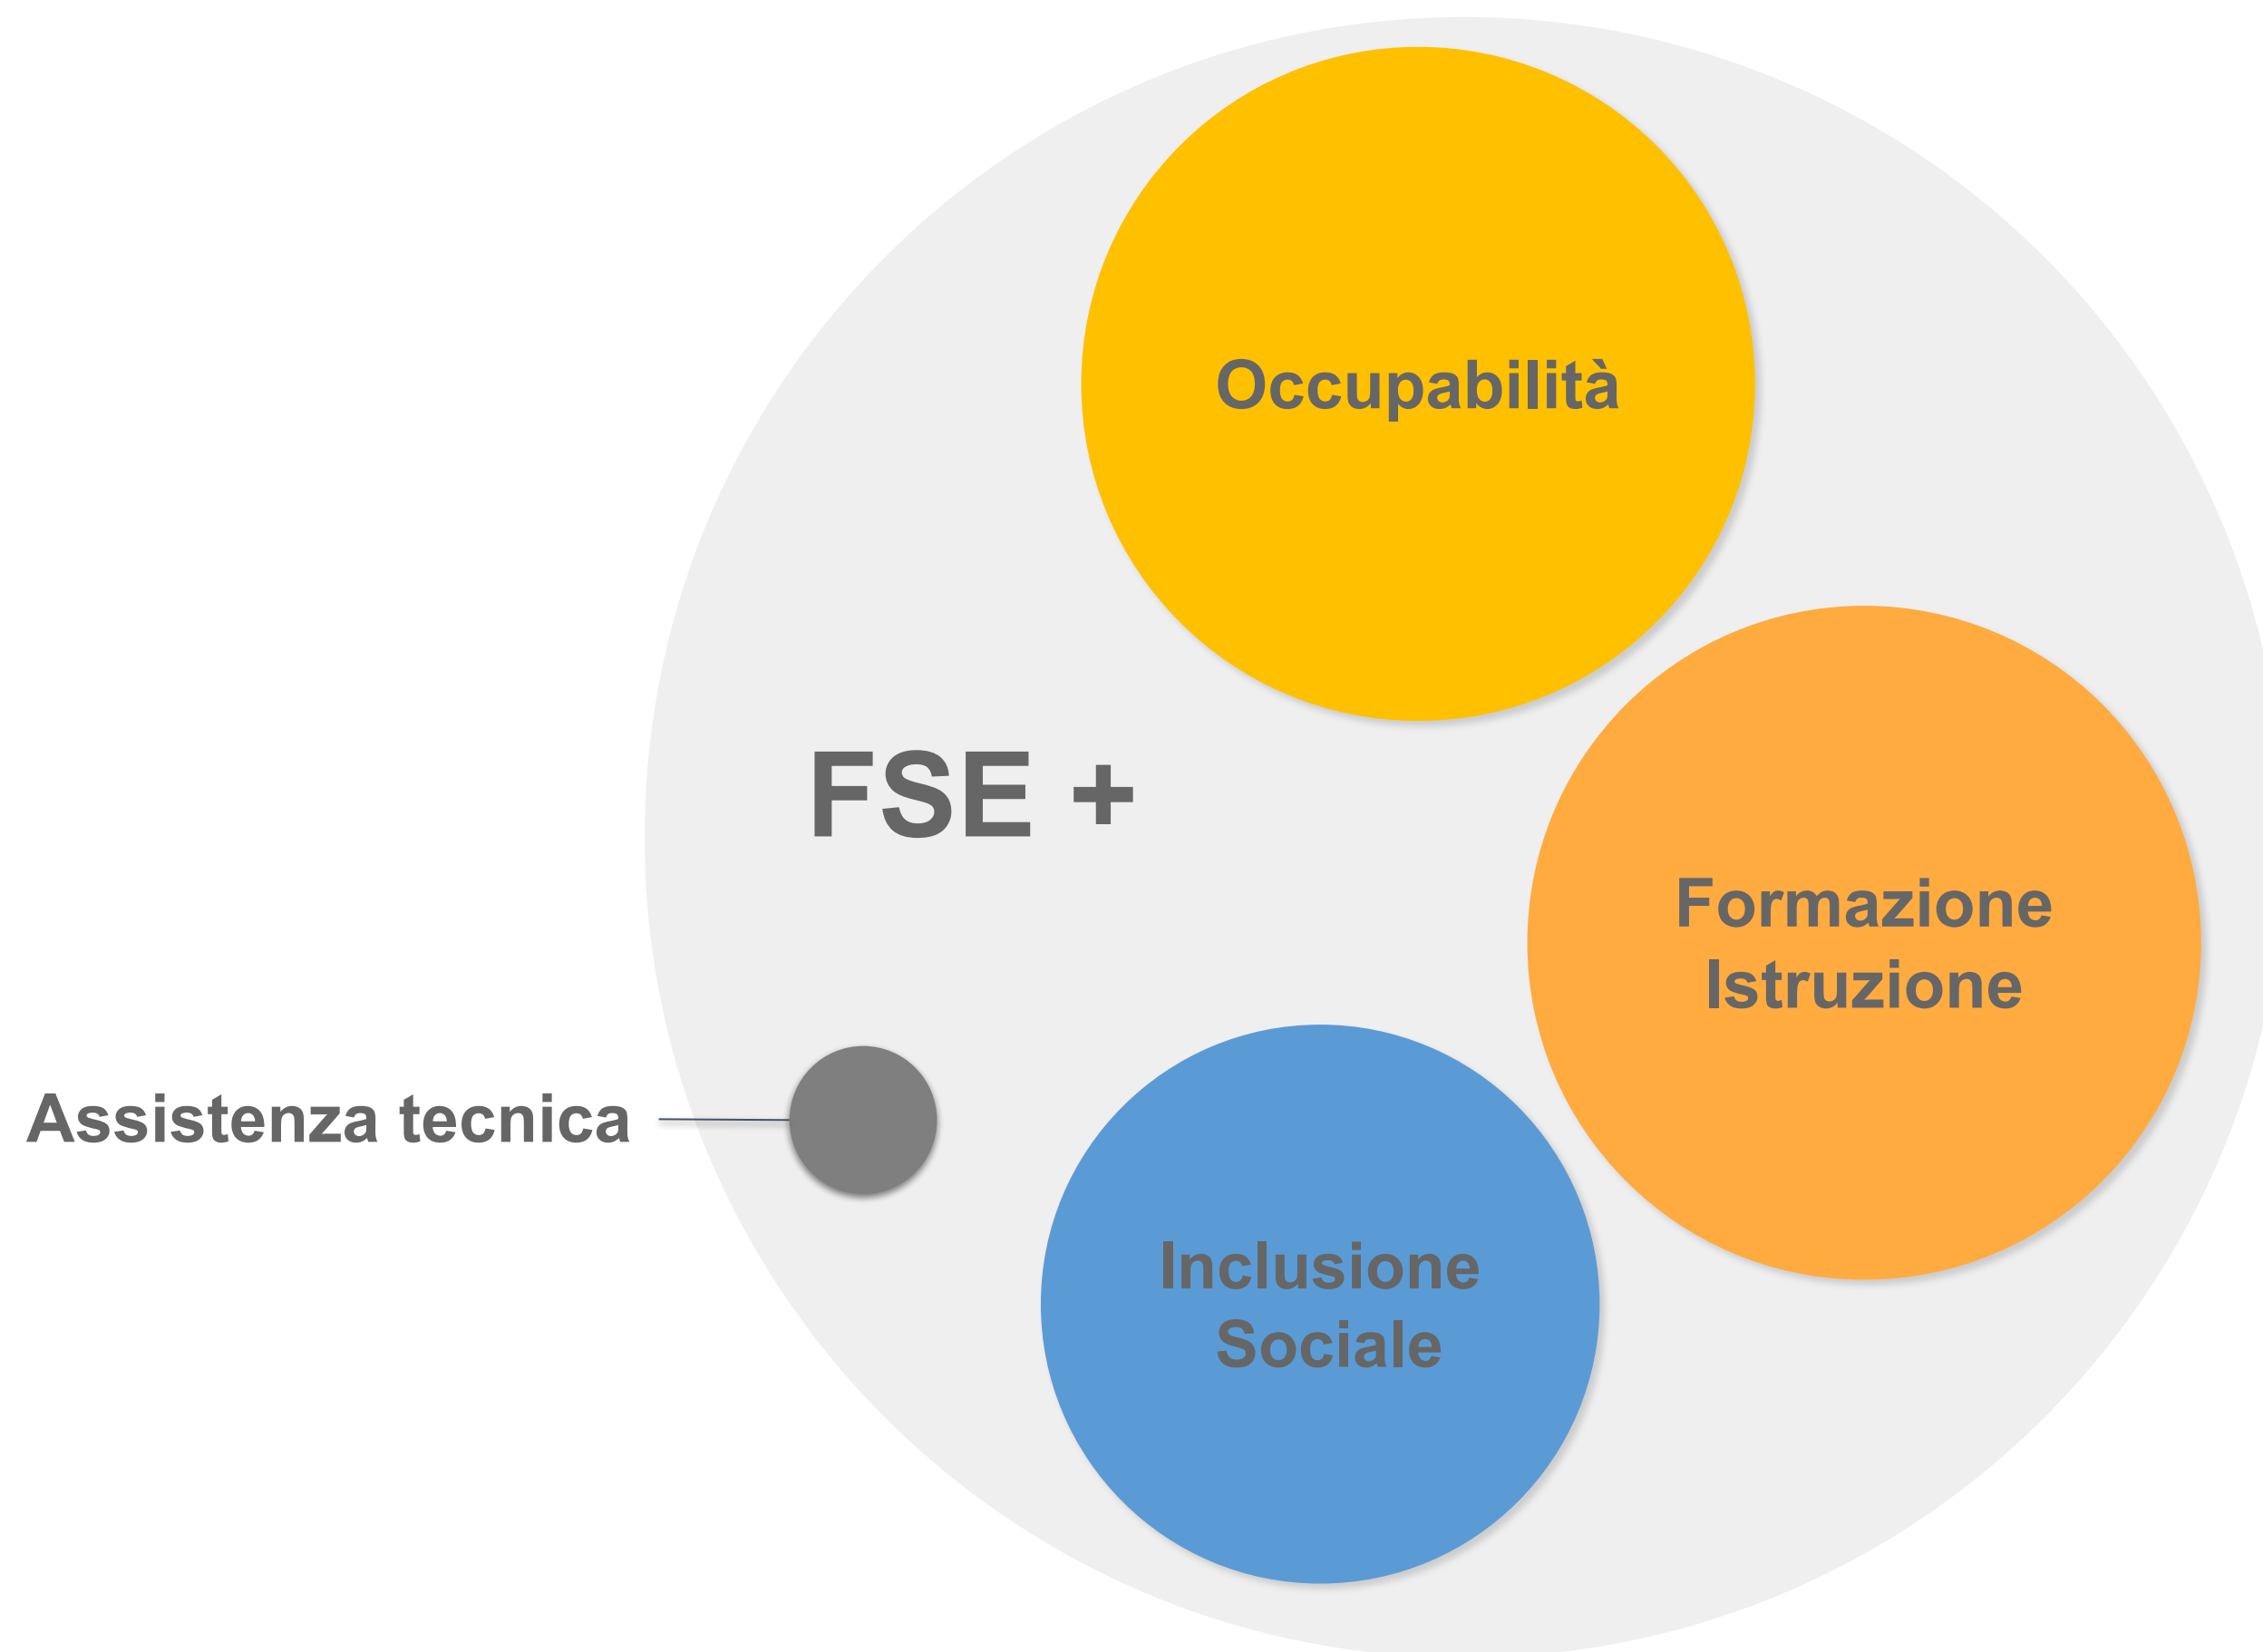 Occupabilità
FSE +
Formazione
Istruzione
Assistenza tecnica
Inclusione
Sociale